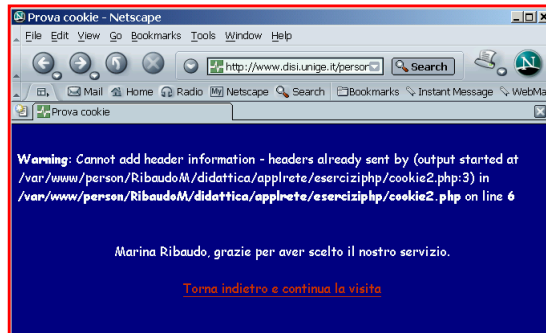 Prova cookie - Netscape
File Edit View Go Bookmarks Tools Window Help
http://www.disi.unige.it/person Search
Mail Home Radio My Netscape Search Bookmarks Instant Message WebMa
Prova cookie
Warning: Cannot add header information - headers already sent by (output started at
/var/www/person/RibaudoM/didattica/applrete/eserciziphp/cookie2.php:3) in
/var/www/person/RibaudoM/didattica/applrete/eserciziphp/cookie2.php on line 6
Marina Ribaudo, grazie per aver scelto il nostro servizio.
Torna indietro e continua la visita